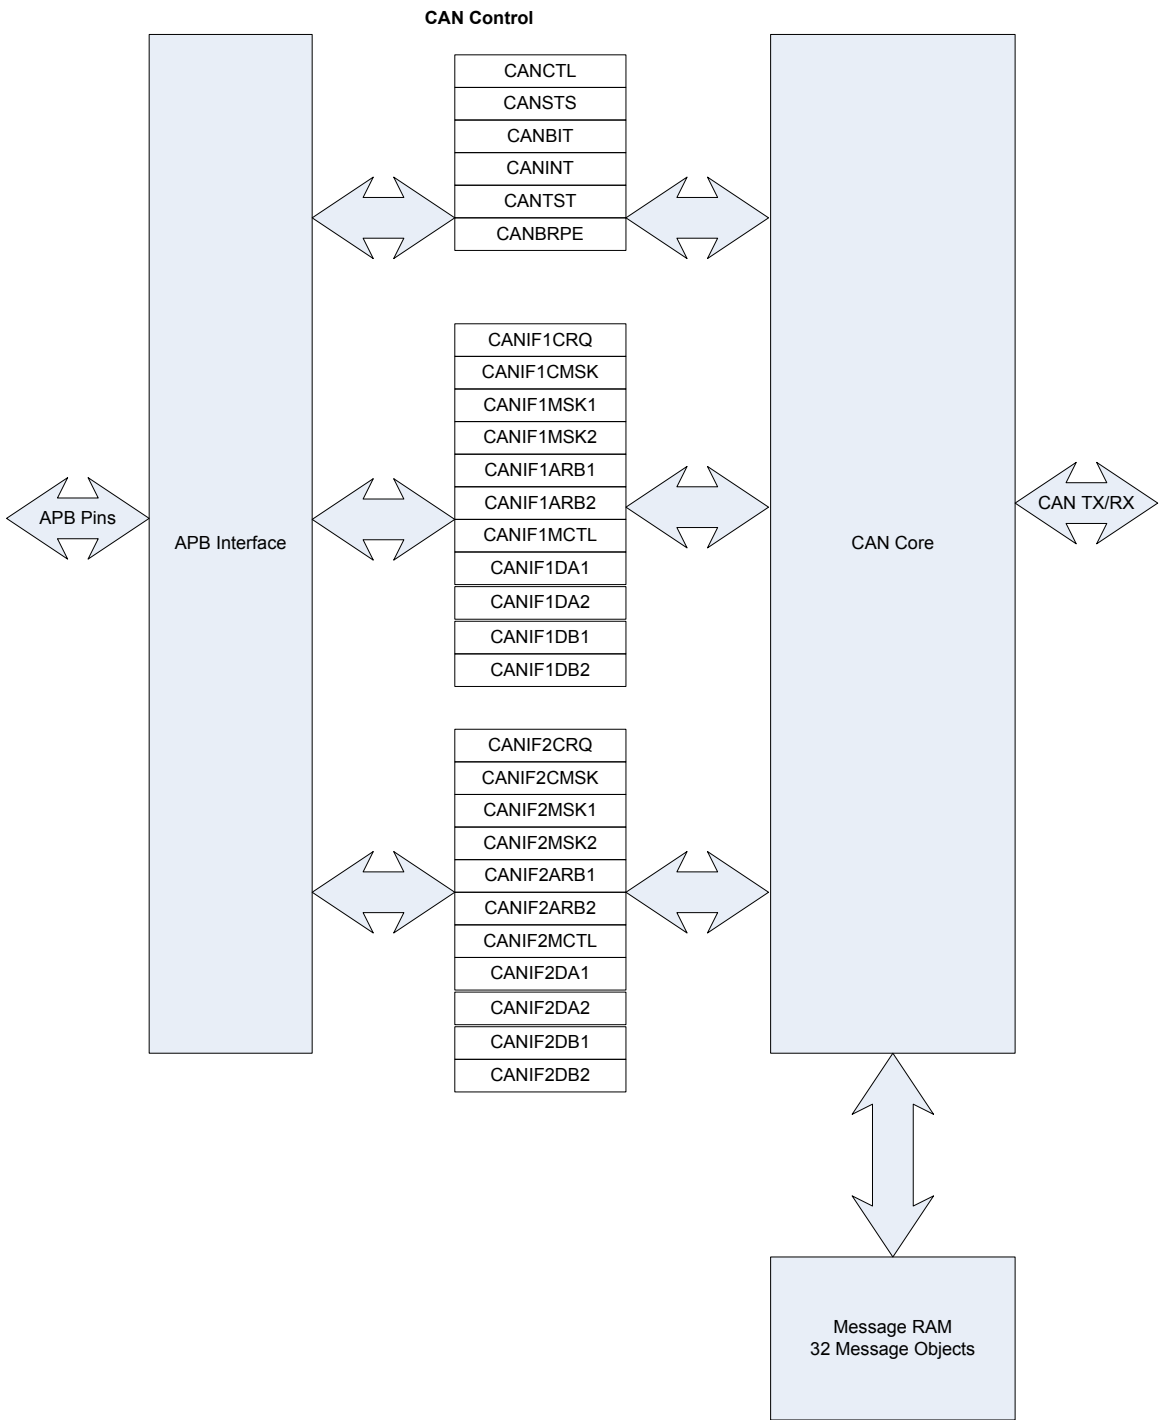 CAN Control
CANCTL
CANSTS
CANBIT
CANINT
CANTST
CANBRPE
CANIF1CRQ
CANIF1CMSK
CANIF1MSK1
CANIF1MSK2
CANIF1ARB1
CANIF1ARB2
CANIF1MCTL
CANIF1DA1
CANIF1DA2
CANIF1DB1
CANIF1DB2
APB Pins
APB Interface
CAN Core
CAN TX/RX
CANIF2CRQ
CANIF2CMSK
CANIF2MSK1
CANIF2MSK2
CANIF2ARB1
CANIF2ARB2
CANIF2MCTL
CANIF2DA1
CANIF2DA2
CANIF2DB1
CANIF2DB2
Message RAM
32 Message Objects